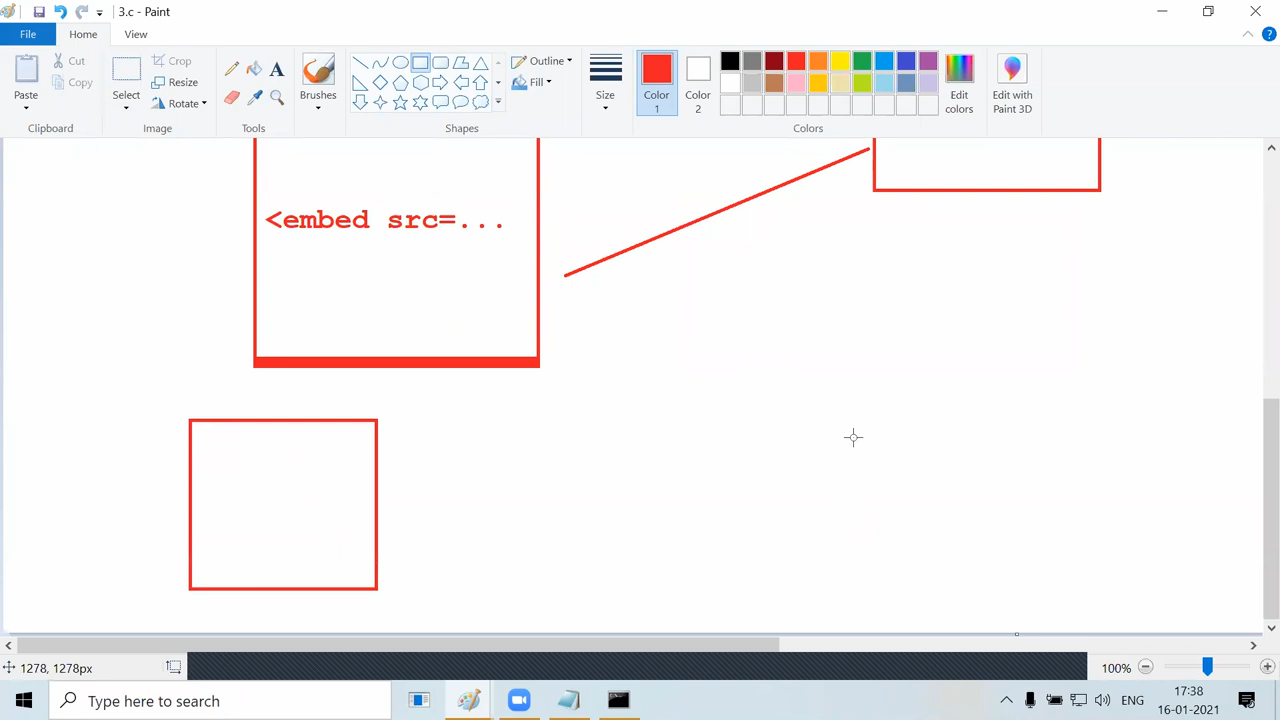 3.c - Paint
File Home View
Paste
Cut
Copy
Clipboard
Select
Crop
Resize
Rotate
Image
A
Tools
Brushes
Outline
Fill
Shapes
Size
Color 1
Color 2
Edit colors
Colors
Edit with Paint 3D
<embed src=...
1278, 1278px
100%
Type here to search
ENG
17:38
16-01-2021